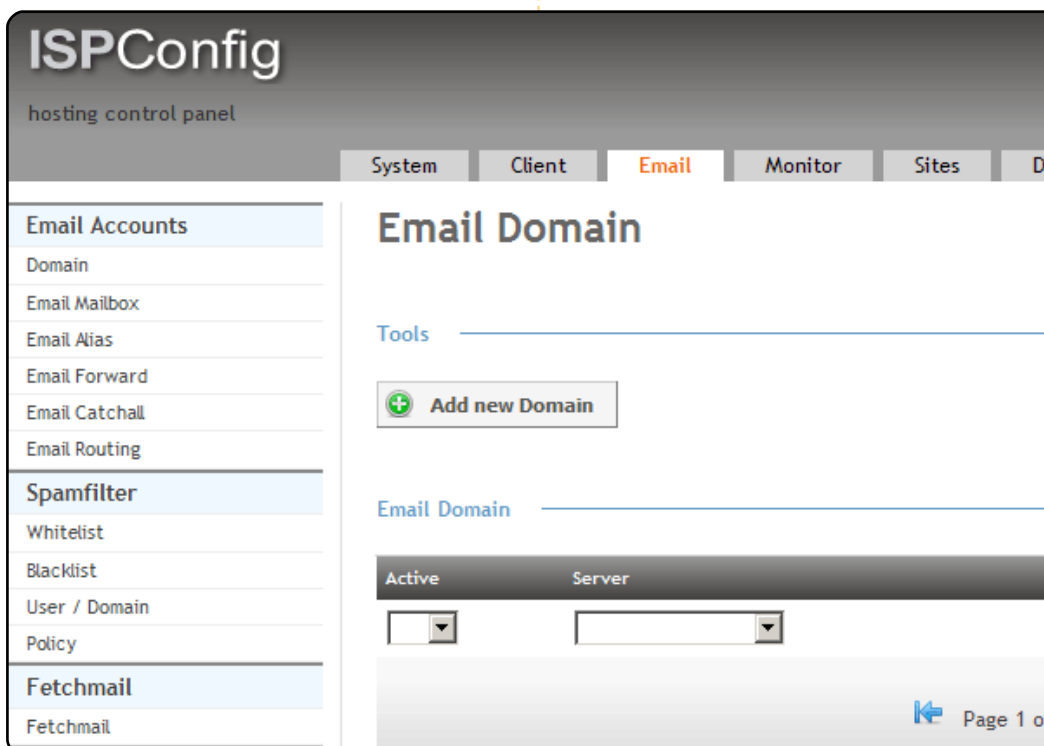 ISPConfig
hosting control panel
System Client Email Monitor Sites D
Email Accounts
Domain
Email Mailbox
Email Alias
Email Forward
Email Catchall
Email Routing
Spamfilter
Whitelist
Blacklist
User / Domain
Policy
Fetchmail
Fetchmail
Email Domain
Tools
Add new Domain
Email Domain
Active Server
Page 1 o